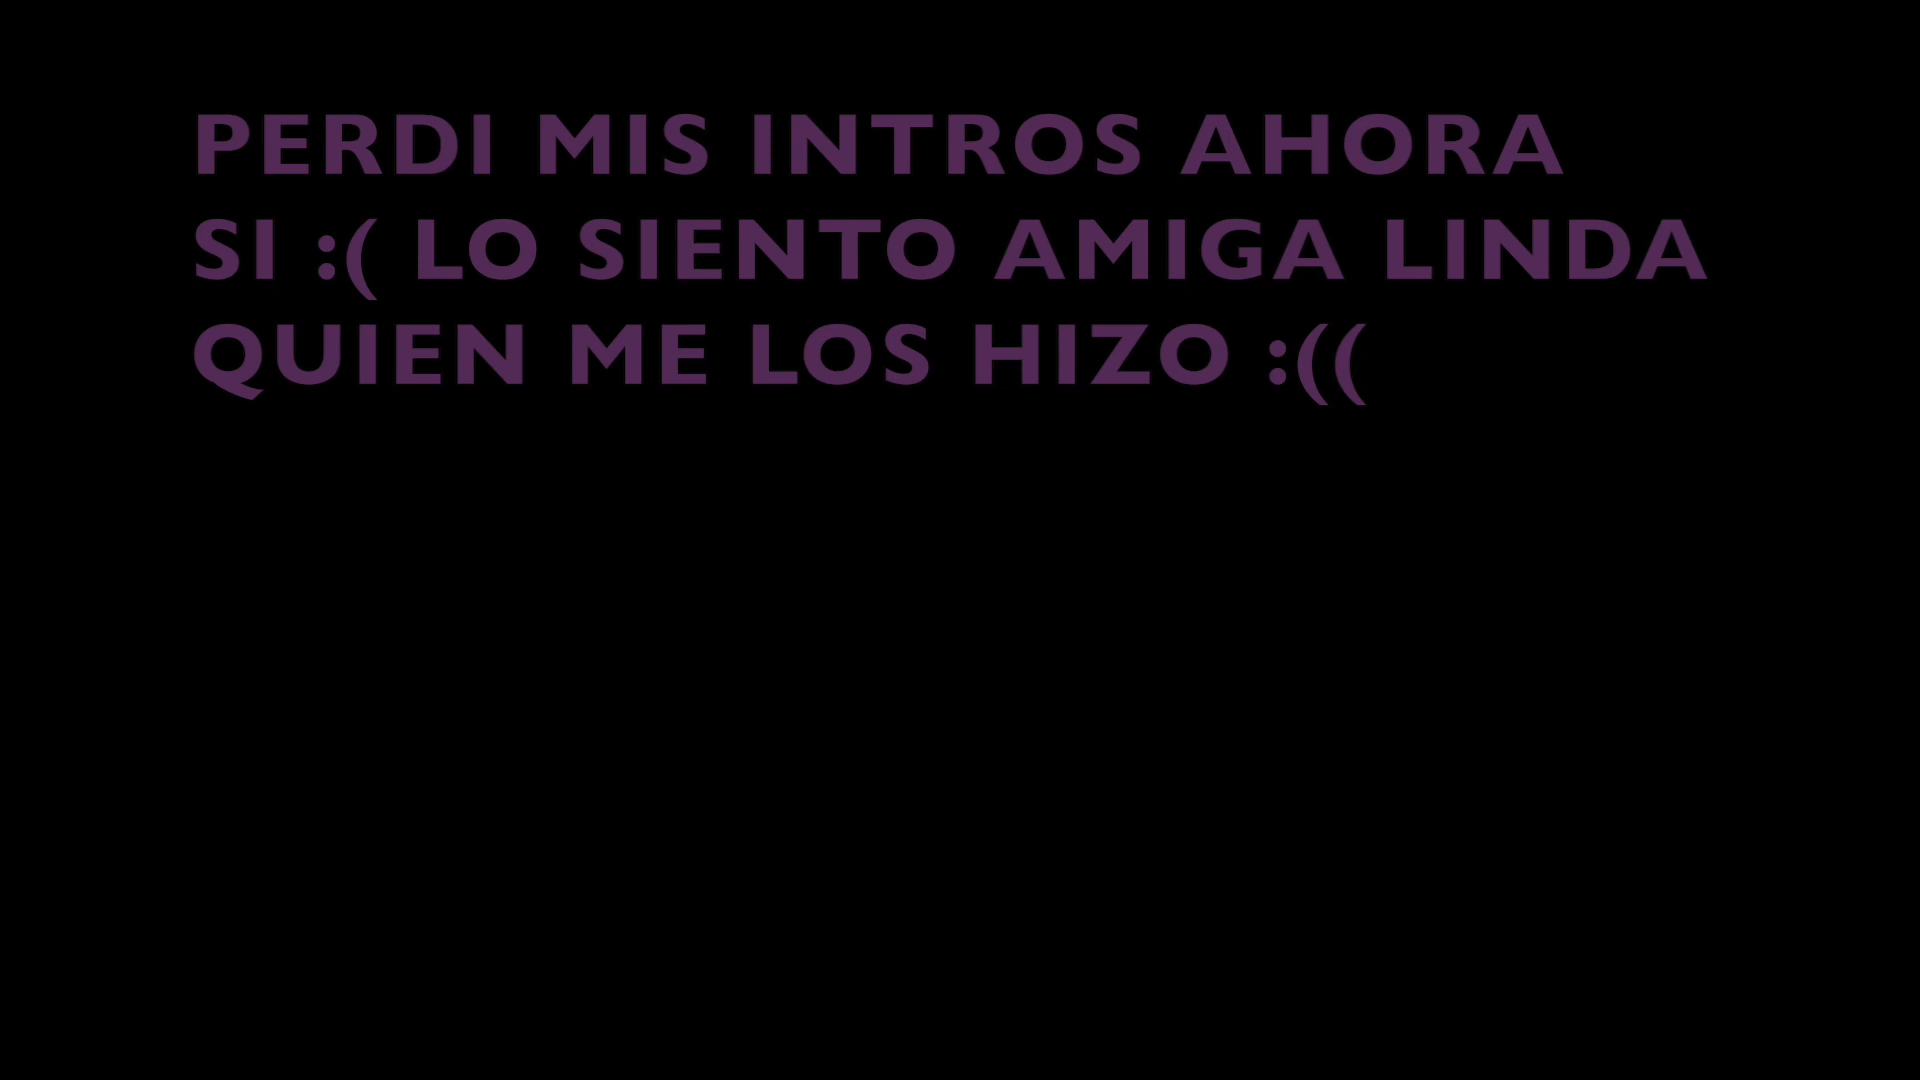 PERDI MIS INTROS AHORA
SI :( LO SIENTO AMIGA LINDA
QUIEN ME LOS HIZO :((